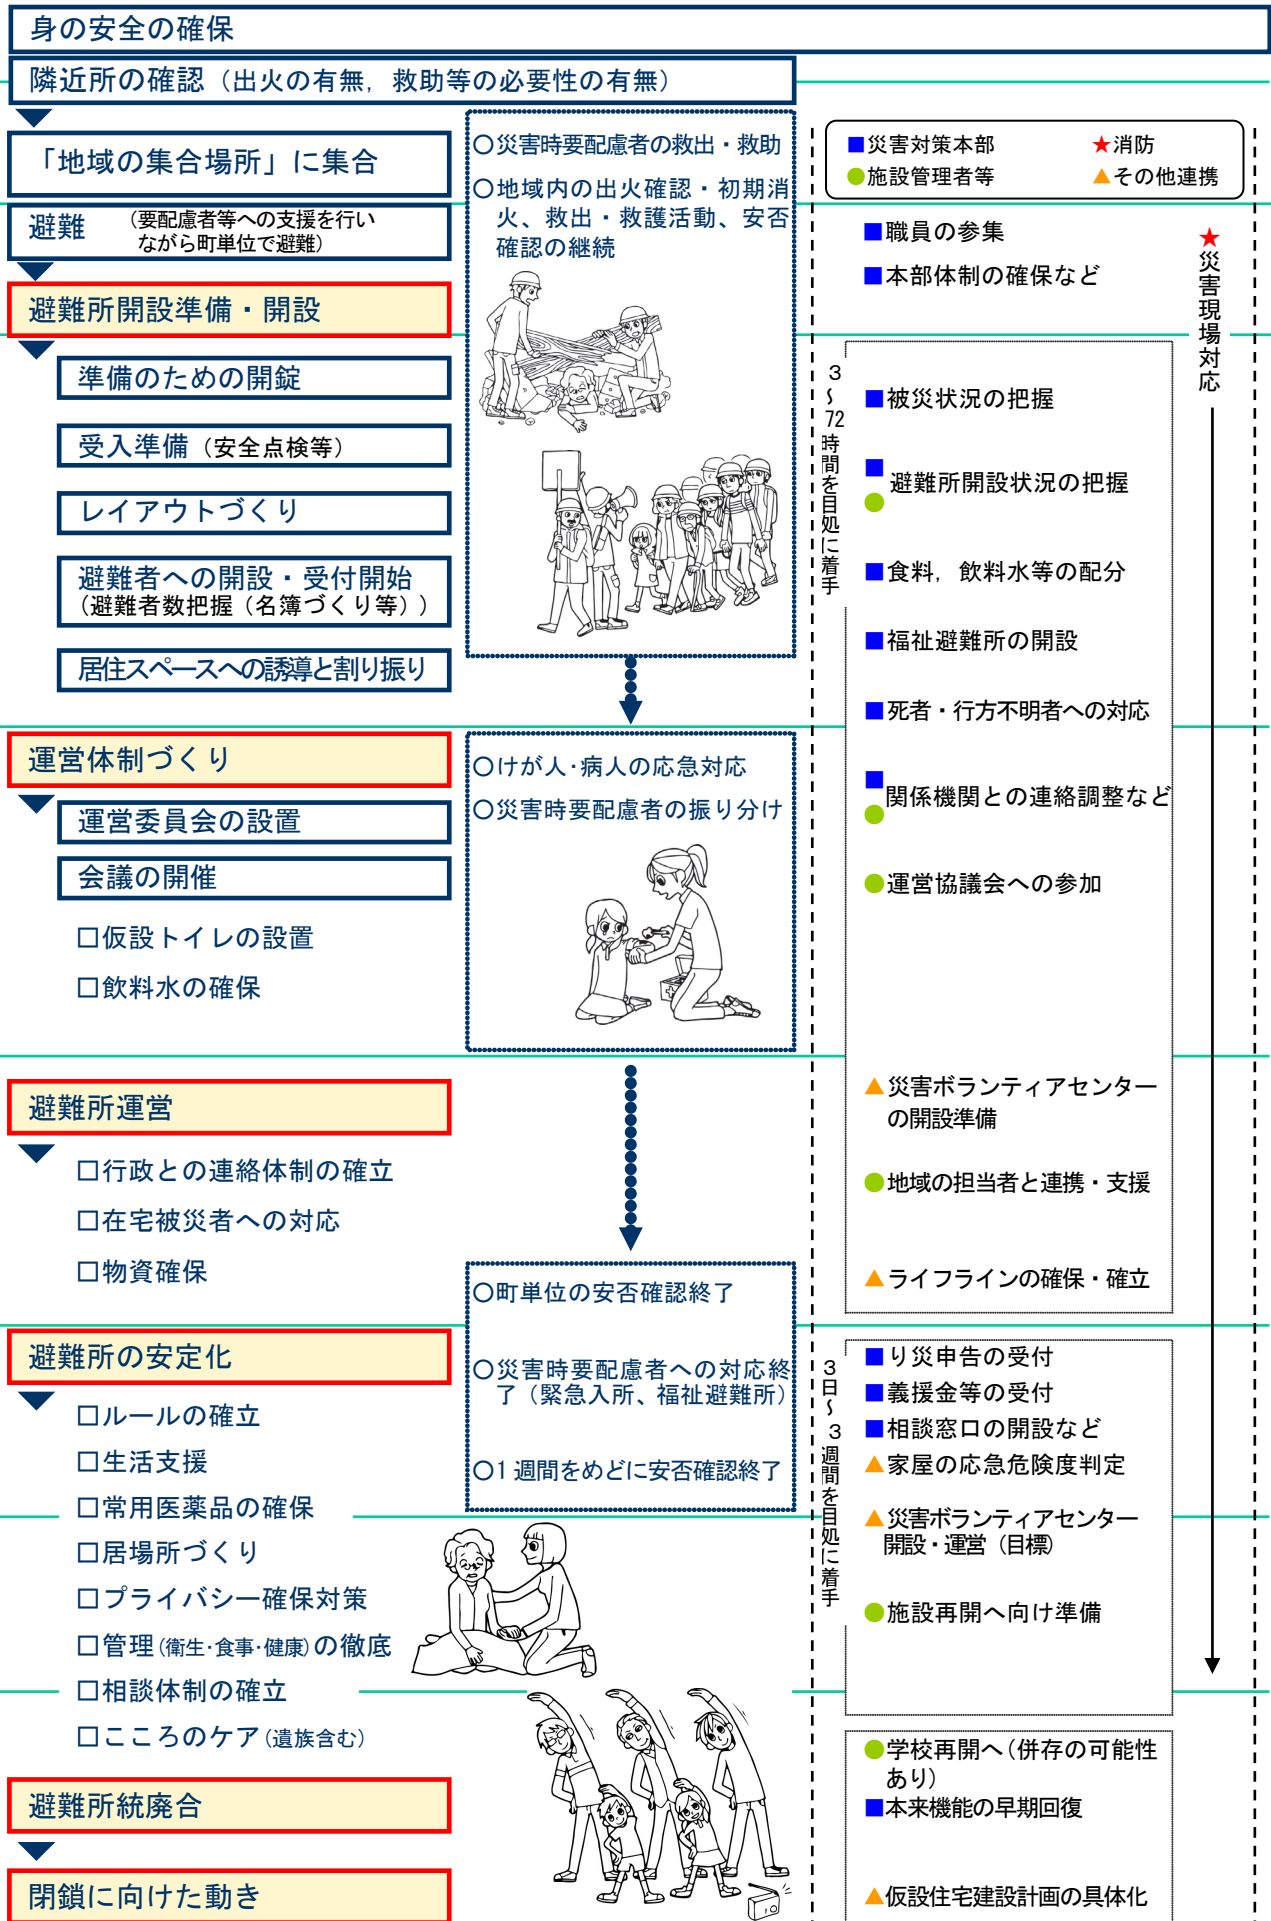 身の安全の確保
隣近所の確認（出火の有無，救助等の必要性の有無）
「地域の集合場所」に集合
避難
（要配慮者等への支援を行い
ながら町単位で避難）
避難所開設準備・開設
準備のための開錠
受入準備（安全点検等）
レイアウトづくり
避難者への開設・受付開始
（避難者数把握（名簿づくり等））
居住スペースへの誘導と割り振り
運営体制づくり
運営委員会の設置
会議の開催
□仮設トイレの設置
□飲料水の確保
避難所運営
□行政との連絡体制の確立
□在宅被災者への対応
□物資確保
避難所の安定化
□ルールの確立
□生活支援
□常用医薬品の確保
□居場所づくり
□プライバシー確保対策
□管理(衛生・食事・健康)の徹底
□相談体制の確立
□こころのケア(遺族含む)
避難所統廃合
閉鎖に向けた動き
○災害時要配慮者の救出・救助
○地域内の出火確認・初期消
火、救出・救護活動、安否
確認の継続
○けが人・病人の応急対応
○災害時要配慮者の振り分け
○町単位の安否確認終了
○災害時要配慮者への対応終
了（緊急入所、福祉避難所）
○1週間をめどに安否確認終了
■災害対策本部
★消防
●施設管理者等
▲その他連携
■職員の参集
■本部体制の確保など
★災害現場対応
3～72時間を目処に着手
■被災状況の把握
■●避難所開設状況の把握
■食料，飲料水等の配分
■福祉避難所の開設
■死者・行方不明者への対応
■●関係機関との連絡調整など
●運営協議会への参加
▲災害ボランティアセンター
の開設準備
●地域の担当者と連携・支援
▲ライフラインの確保・確立
3日～3週間を目処に着手
■り災申告の受付
■義援金等の受付
■相談窓口の開設など
▲家屋の応急危険度判定
▲災害ボランティアセンター
開設・運営（目標）
●施設再開へ向け準備
●学校再開へ（併存の可能性
あり）
■本来機能の早期回復
▲仮設住宅建設計画の具体化